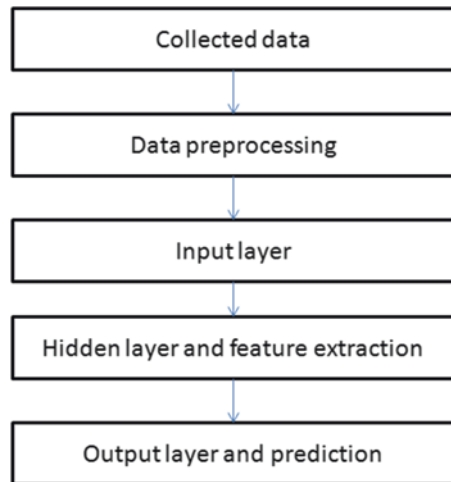 Collected data
Data preprocessing
Input layer
Hidden layer and feature extraction
Output layer and prediction